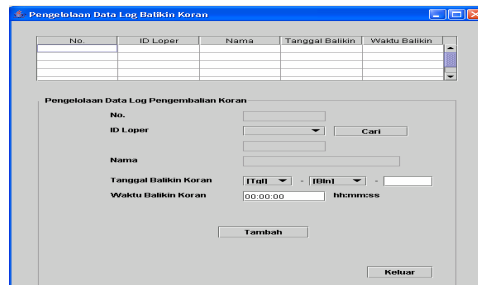 Pengelolaan Data Log Balikin Koran
No. ID Loper Nama Tanggal Balikin Waktu Balikin
Pengelolaan Data Log Pengembalian Koran
No.
ID Loper Cari
Nama
Tanggal Balikin Koran [Tgl] - [Bln] -
Waktu Balikin Koran 00:00:00 hh:mm:ss
Tambah
Keluar